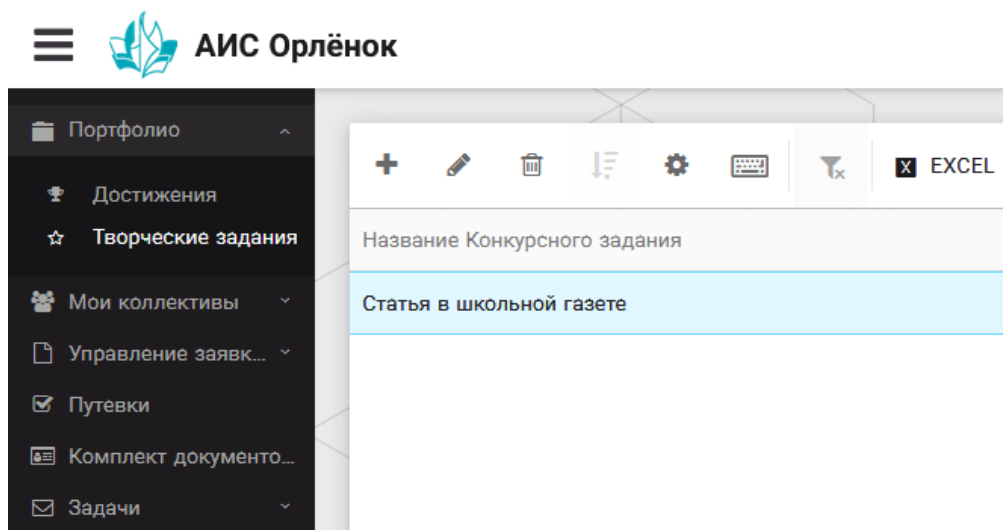 АИС Орлёнок
Портфолио
Достижения
Творческие задания
Мои коллективы
Управление заявк...
Путевки
Комплект документо...
Задачи
EXCEL
Название Конкурсного задания
Статья в школьной газете